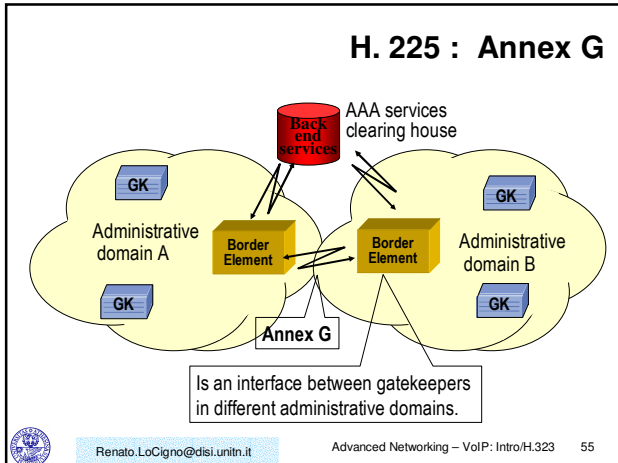 H. 225 : Annex G
AAA services
clearing house
Back
end
services
GK
GK
Administrative
domain A
Border
Element
Border
Element
Administrative
domain B
GK
GK
Annex G
Is an interface between gatekeepers
in different administrative domains.
Renato.LoCigno@disi.unitn.it
Advanced Networking – VoIP: Intro/H.323 55